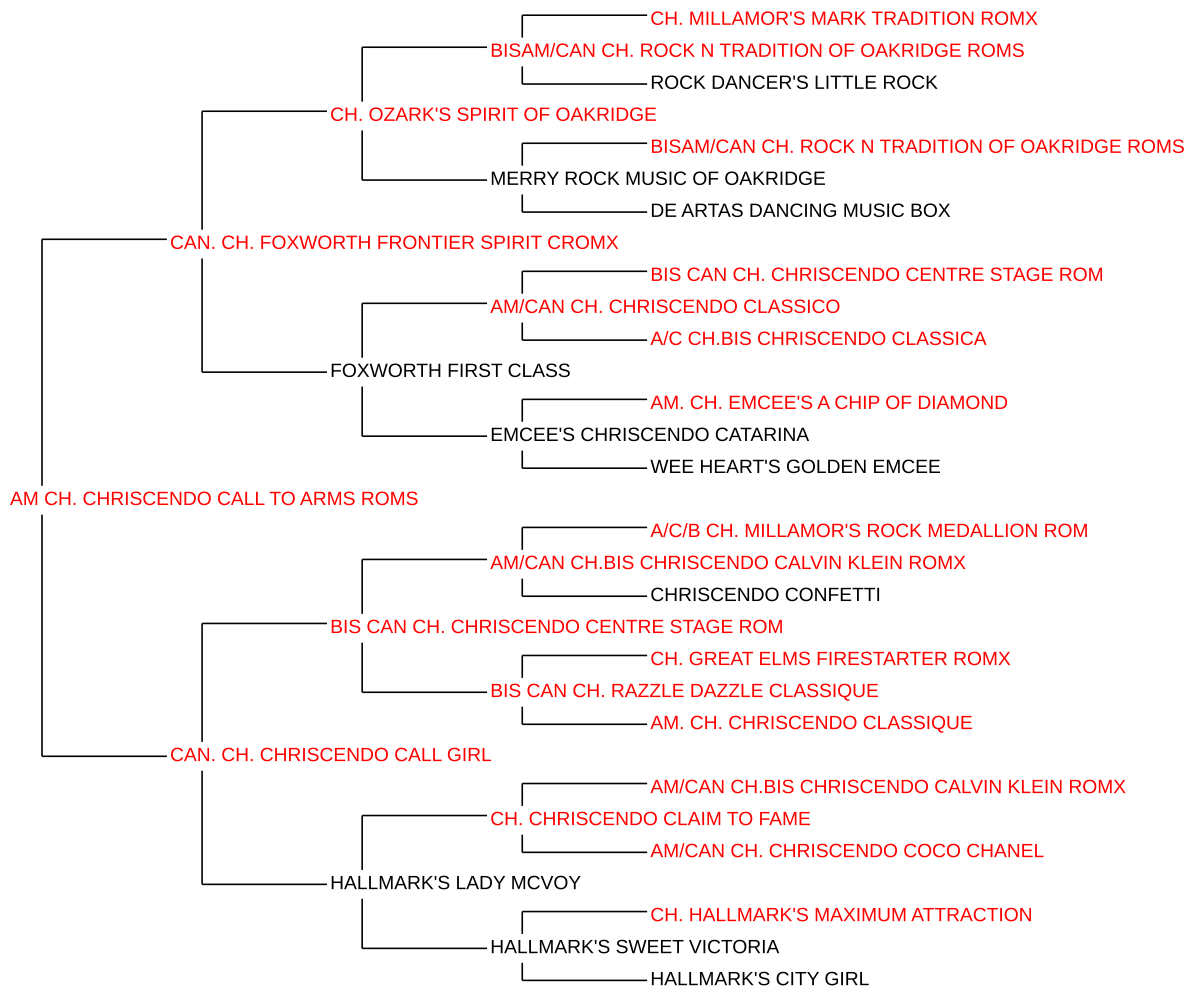 CH. MILLAMOR'S MARK TRADITION ROMX
BISAM/CAN CH. ROCK N TRADITION OF OAKRIDGE ROMS
ROCK DANCER'S LITTLE ROCK
CH. OZARK'S SPIRIT OF OAKRIDGE
BISAM/CAN CH. ROCK N TRADITION OF OAKRIDGE ROMS
MERRY ROCK MUSIC OF OAKRIDGE
DE ARTAS DANCING MUSIC BOX
CAN. CH. FOXWORTH FRONTIER SPIRIT CROMX
BIS CAN CH. CHRISCENDO CENTRE STAGE ROM
AM/CAN CH. CHRISCENDO CLASSICO
A/C CH.BIS CHRISCENDO CLASSICA
FOXWORTH FIRST CLASS
AM. CH. EMCEE'S A CHIP OF DIAMOND
EMCEE'S CHRISCENDO CATARINA
WEE HEART'S GOLDEN EMCEE
AM CH. CHRISCENDO CALL TO ARMS ROMS
A/C/B CH. MILLAMOR'S ROCK MEDALLION ROM
AM/CAN CH.BIS CHRISCENDO CALVIN KLEIN ROMX
CHRISCENDO CONFETTI
BIS CAN CH. CHRISCENDO CENTRE STAGE ROM
CH. GREAT ELMS FIRESTARTER ROMX
BIS CAN CH. RAZZLE DAZZLE CLASSIQUE
AM. CH. CHRISCENDO CLASSIQUE
CAN. CH. CHRISCENDO CALL GIRL
AM/CAN CH.BIS CHRISCENDO CALVIN KLEIN ROMX
CH. CHRISCENDO CLAIM TO FAME
AM/CAN CH. CHRISCENDO COCO CHANEL
HALLMARK'S LADY MCVOY
CH. HALLMARK'S MAXIMUM ATTRACTION
HALLMARK'S SWEET VICTORIA
HALLMARK'S CITY GIRL